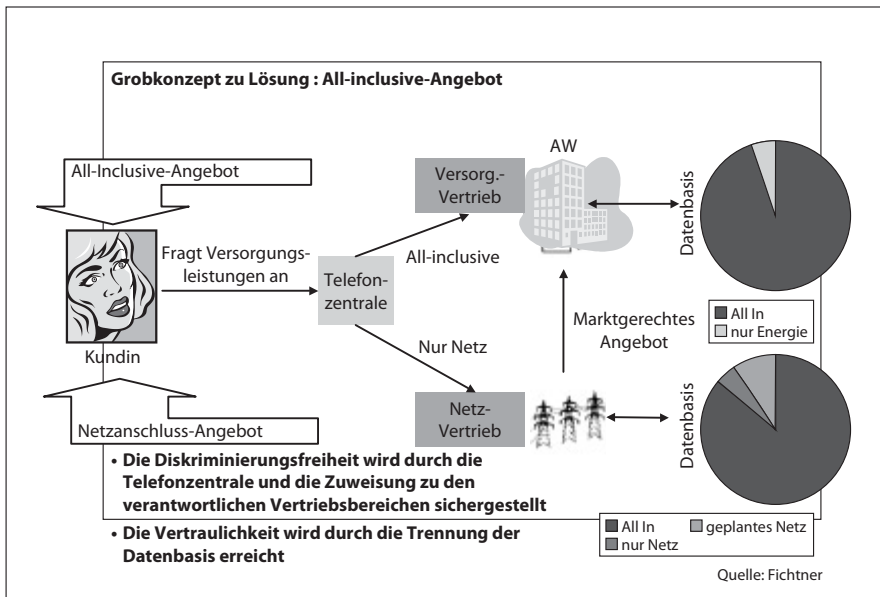 Grobkonzept zu Lösung : All-inclusive-Angebot
All-Inclusive-Angebot
Kundin
Netzanschluss-Angebot
Fragt Versorgungs-
leistungen an
Telefon-
zentrale
All-inclusive
Nur Netz
Versorg.-
Vertrieb
AW
Netz-
Vertrieb
Marktgerechtes
Angebot
Datenbasis
All In
nur Energie
Datenbasis
All In
geplantes Netz
nur Netz
• Die Diskriminierungsfreiheit wird durch die
Telefonzentrale und die Zuweisung zu den
verantwortlichen Vertriebsbereichen sichergestellt
• Die Vertraulichkeit wird durch die Trennung der
Datenbasis erreicht
Quelle: Fichtner